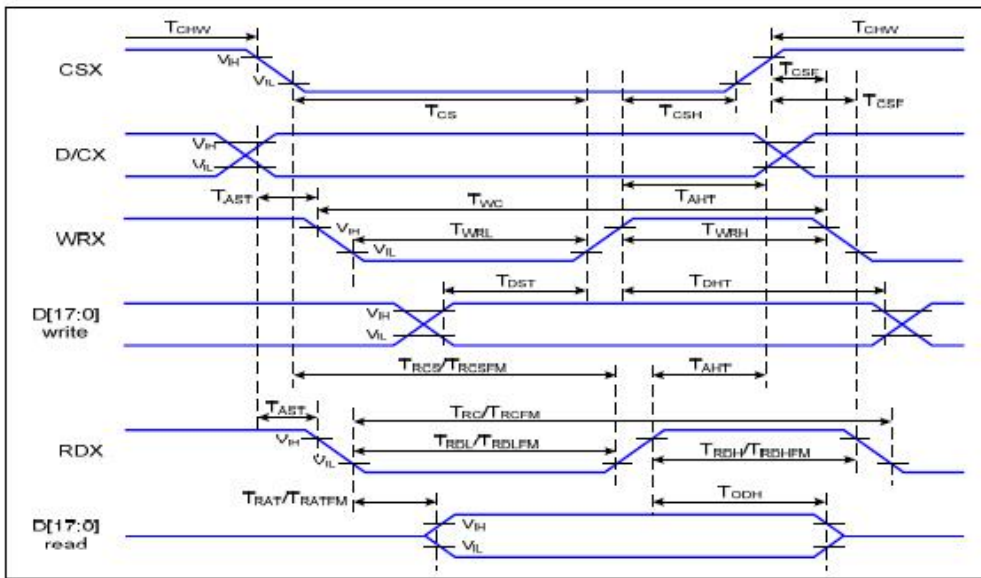 TCHW TCHW
CSX VIH VIL TCSF
TCS TCSH TCSF
D/CX VIH VIL
TAST TWC TAHT
WRX VIH VIL TWRL TWRH
TDST TDHT
D[17:0] VIH
write VIL
TRCS/TRCSFM TAHT
TAST TRC/TRCFM
RDX VIH VIL TRDL/TRDLFM TRDH/TRDHFM
TRAT/TRATFM TODH
D[17:0] VIH
read VIL